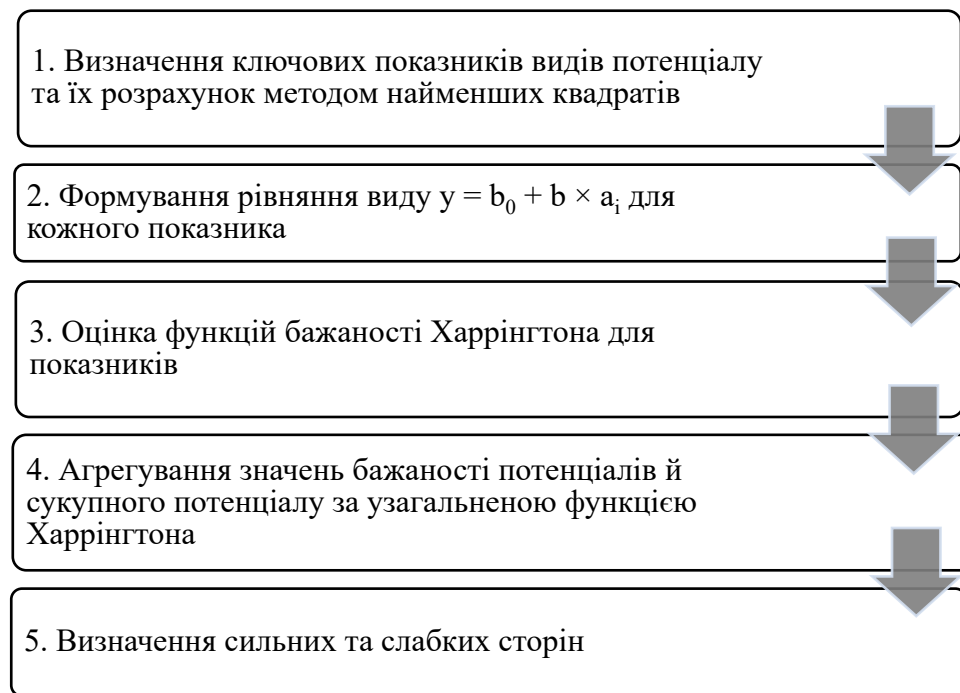 1. Визначення ключових показників видів потенціалу
та їх розрахунок методом найменших квадратів
2. Формування рівняння виду y = b₀ + b × aᵢ для
кожного показника
3. Оцінка функцій бажаності Харрінгтона для
показників
4. Агрегування значень бажаності потенціалів й
сукупного потенціалу за узагальненою функцією
Харрінгтона
5. Визначення сильних та слабких сторін